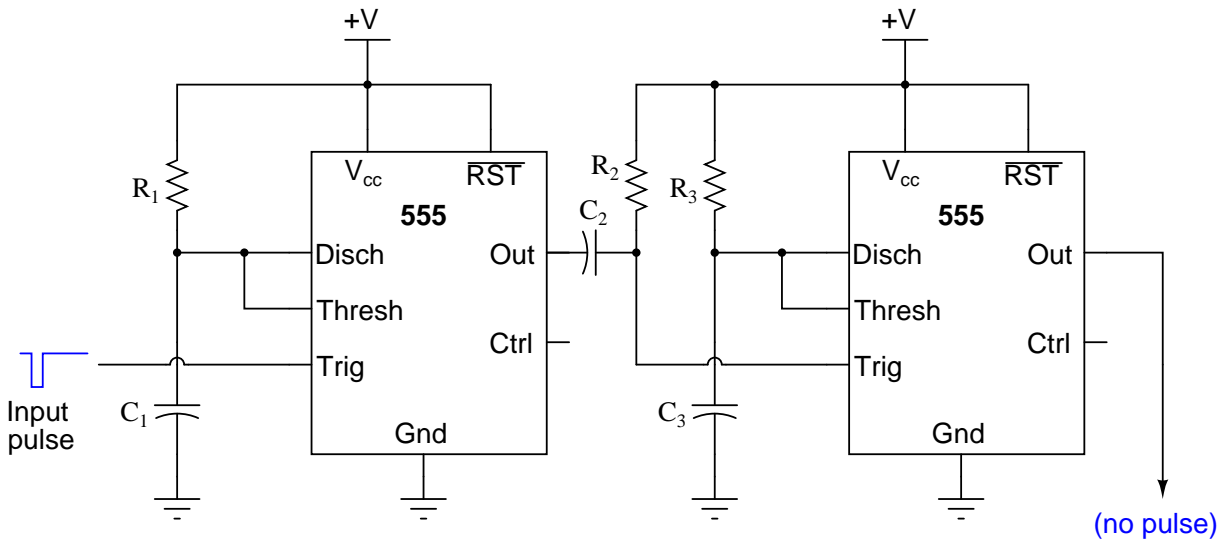 +V
+V
R1
Vcc
RST
555
Disch
Thresh
Trig
Out
Ctrl
Gnd
C1
Input
pulse
C2
R2
R3
Vcc
RST
555
Disch
Thresh
Trig
Out
Ctrl
Gnd
C3
(no pulse)